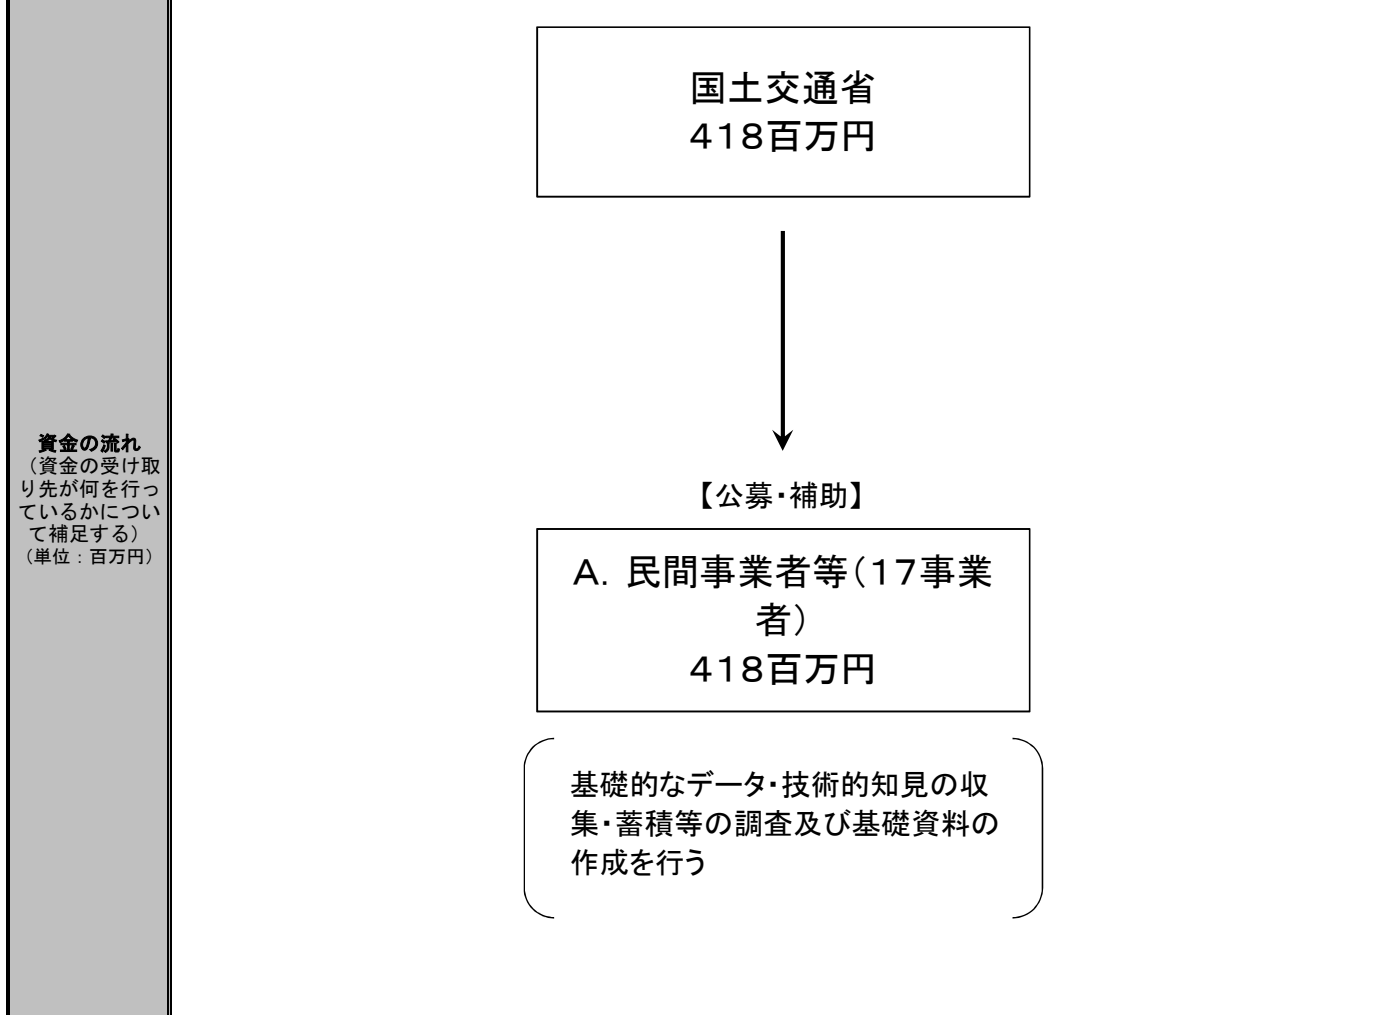 国土交通省
418百万円
資金の流れ
(資金の受け取
り先が何を行っ
ているかについ
て補足する)
(単位：百万円)
【公募・補助】
A. 民間事業者等(17事業
者)
418百万円
基礎的なデータ・技術的知見の収
集・蓄積等の調査及び基礎資料の
作成を行う